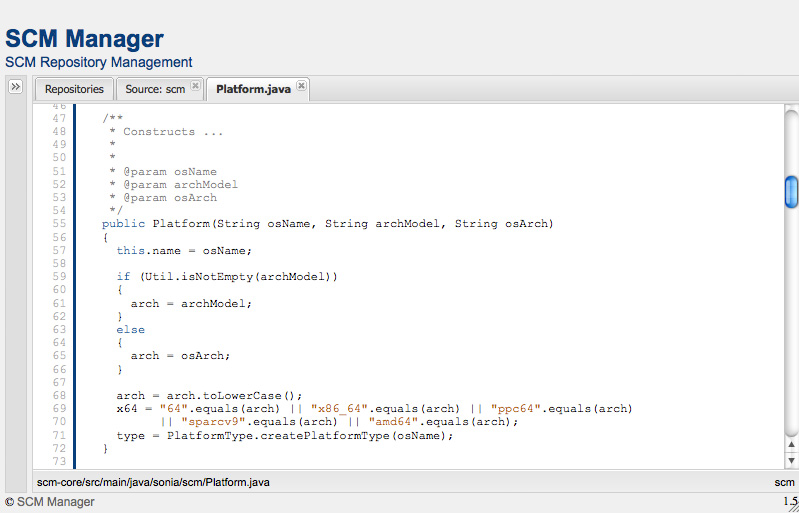 SCM Manager
SCM Repository Management
Repositories Source: scm Platform.java
46
47 /**
48 * Constructs ...
49 *
50 *
51 * @param osName
52 * @param archModel
53 * @param osArch
54 */
55 public Platform(String osName, String archModel, String osArch)
56 {
57 this.name = osName;
58
59 if (Util.isNotEmpty(archModel))
60 {
61 arch = archModel;
62 }
63 else
64 {
65 arch = osArch;
66 }
67
68 arch = arch.toLowerCase();
69 x64 = "64".equals(arch) || "x86_64".equals(arch) || "ppc64".equals(arch)
70 || "sparcv9".equals(arch) || "amd64".equals(arch);
71 type = PlatformType.createPlatformType(osName);
72 }
73
scm-core/src/main/java/sonia/scm/Platform.java scm
© SCM Manager 1.5